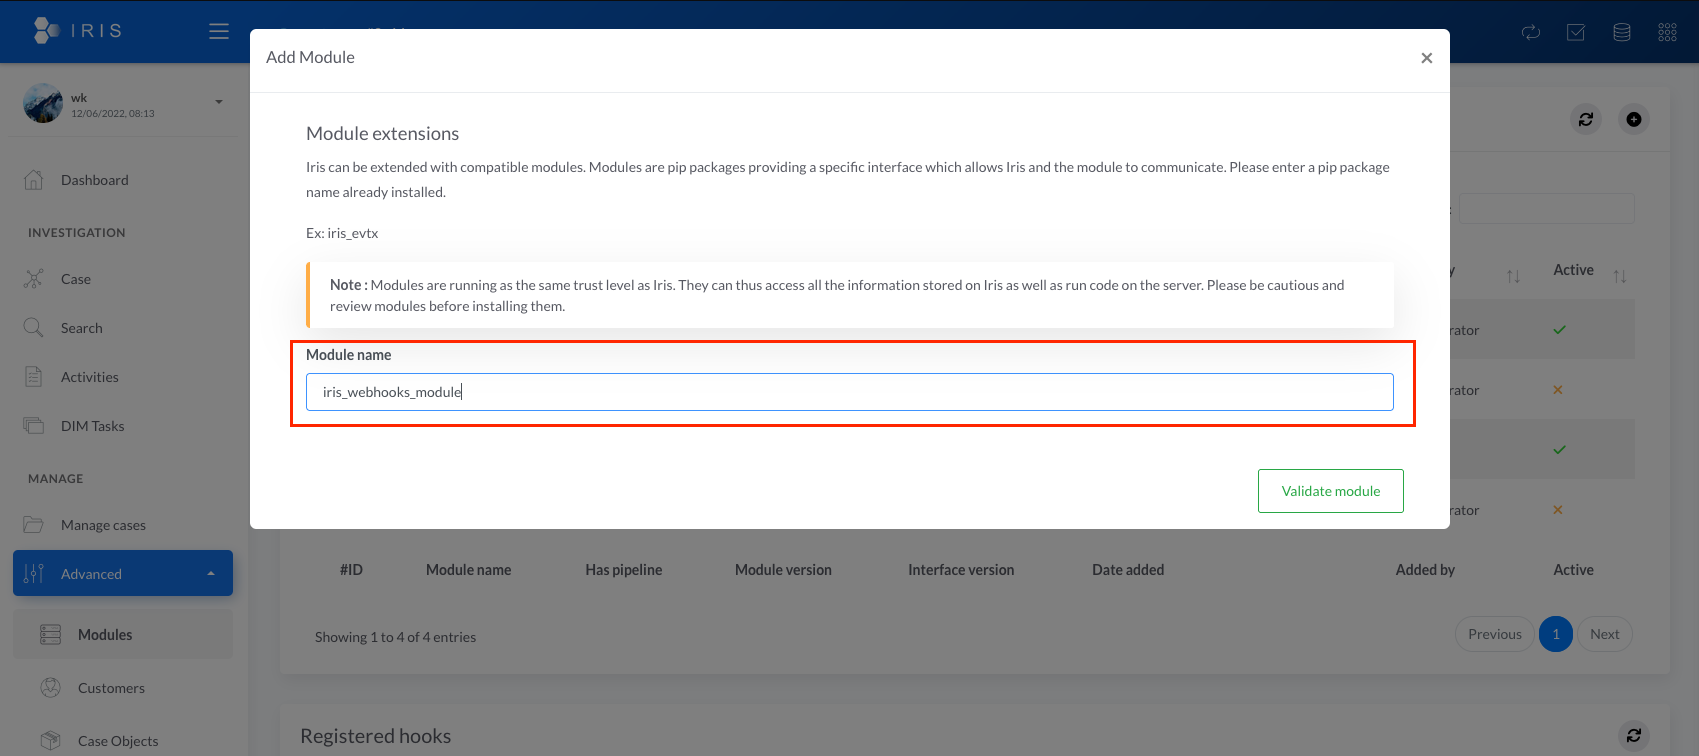 IRIS
Add Module
×
wk
12/06/2022, 08:13
Module extensions
Iris can be extended with compatible modules. Modules are pip packages providing a specific interface which allows Iris and the module to communicate. Please enter a pip package
name already installed.
Ex: iris_evtx
Note : Modules are running as the same trust level as Iris. They can thus access all the information stored on Iris as well as run code on the server. Please be cautious and
review modules before installing them.
Module name
iris_webhooks_module
Validate module
Dashboard
INVESTIGATION
Case
Search
Activities
DIM Tasks
MANAGE
Manage cases
Advanced
Modules
Customers
Case Objects
y Active
rator
rator
rator
#ID Module name Has pipeline Module version Interface version Date added Added by Active
Showing 1 to 4 of 4 entries
Previous 1 Next
Registered hooks